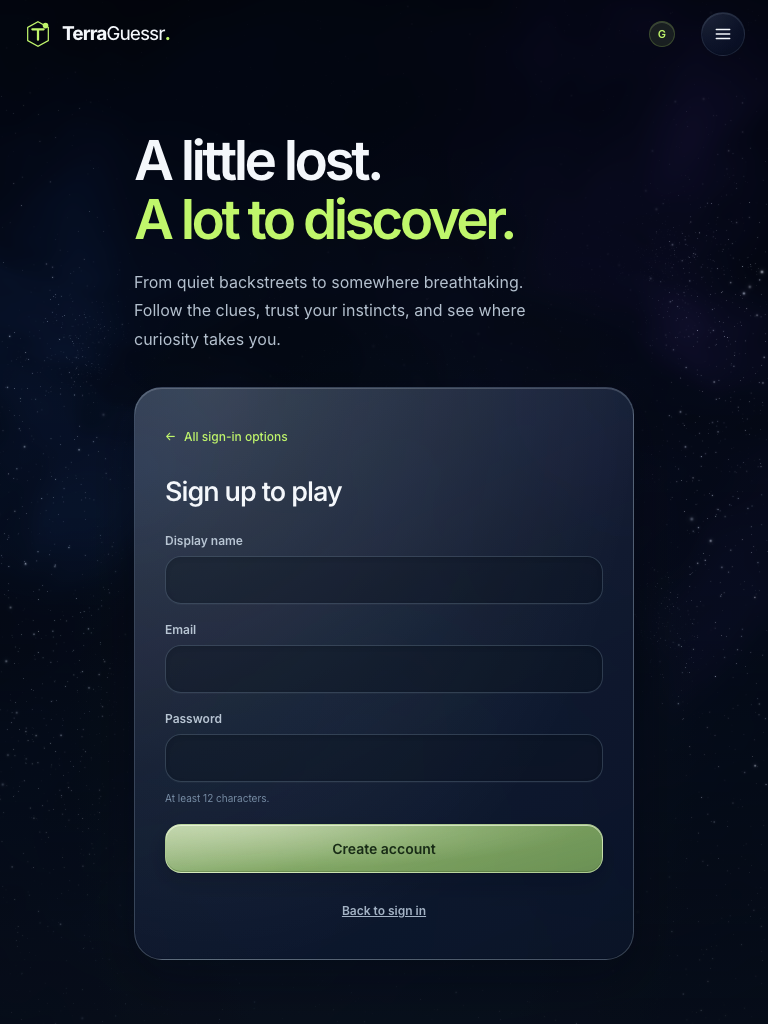 TerraGuessr.
G
A little lost.
A lot to discover.
From quiet backstreets to somewhere breathtaking.
Follow the clues, trust your instincts, and see where
curiosity takes you.
← All sign-in options
Sign up to play
Display name
Email
Password
At least 12 characters.
Create account
Back to sign in